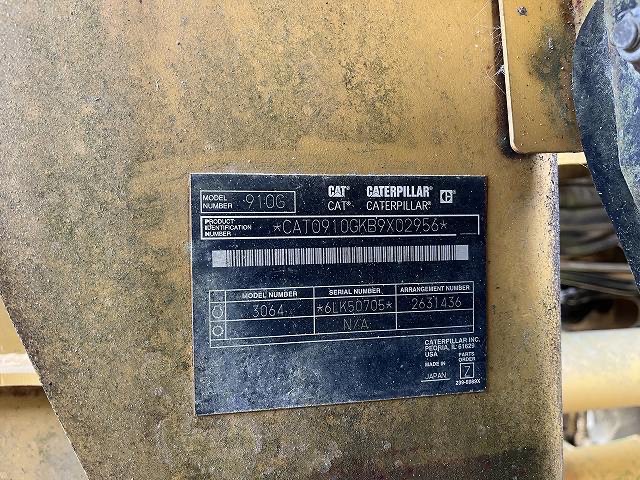 MODEL NUMBER 910G CAT® CATERPILLAR® C
CAT® CATERPILLAR®
PRODUCT IDENTIFICATION NUMBER *CAT0910GKB9X02956*
MODEL NUMBER SERIAL NUMBER ARRANGEMENT NUMBER
3064 *6LK50705* 2631436
N/A
CATERPILLAR INC.
PEORIA, IL 61629
USA
PARTS ORDER
MADE IN JAPAN Z